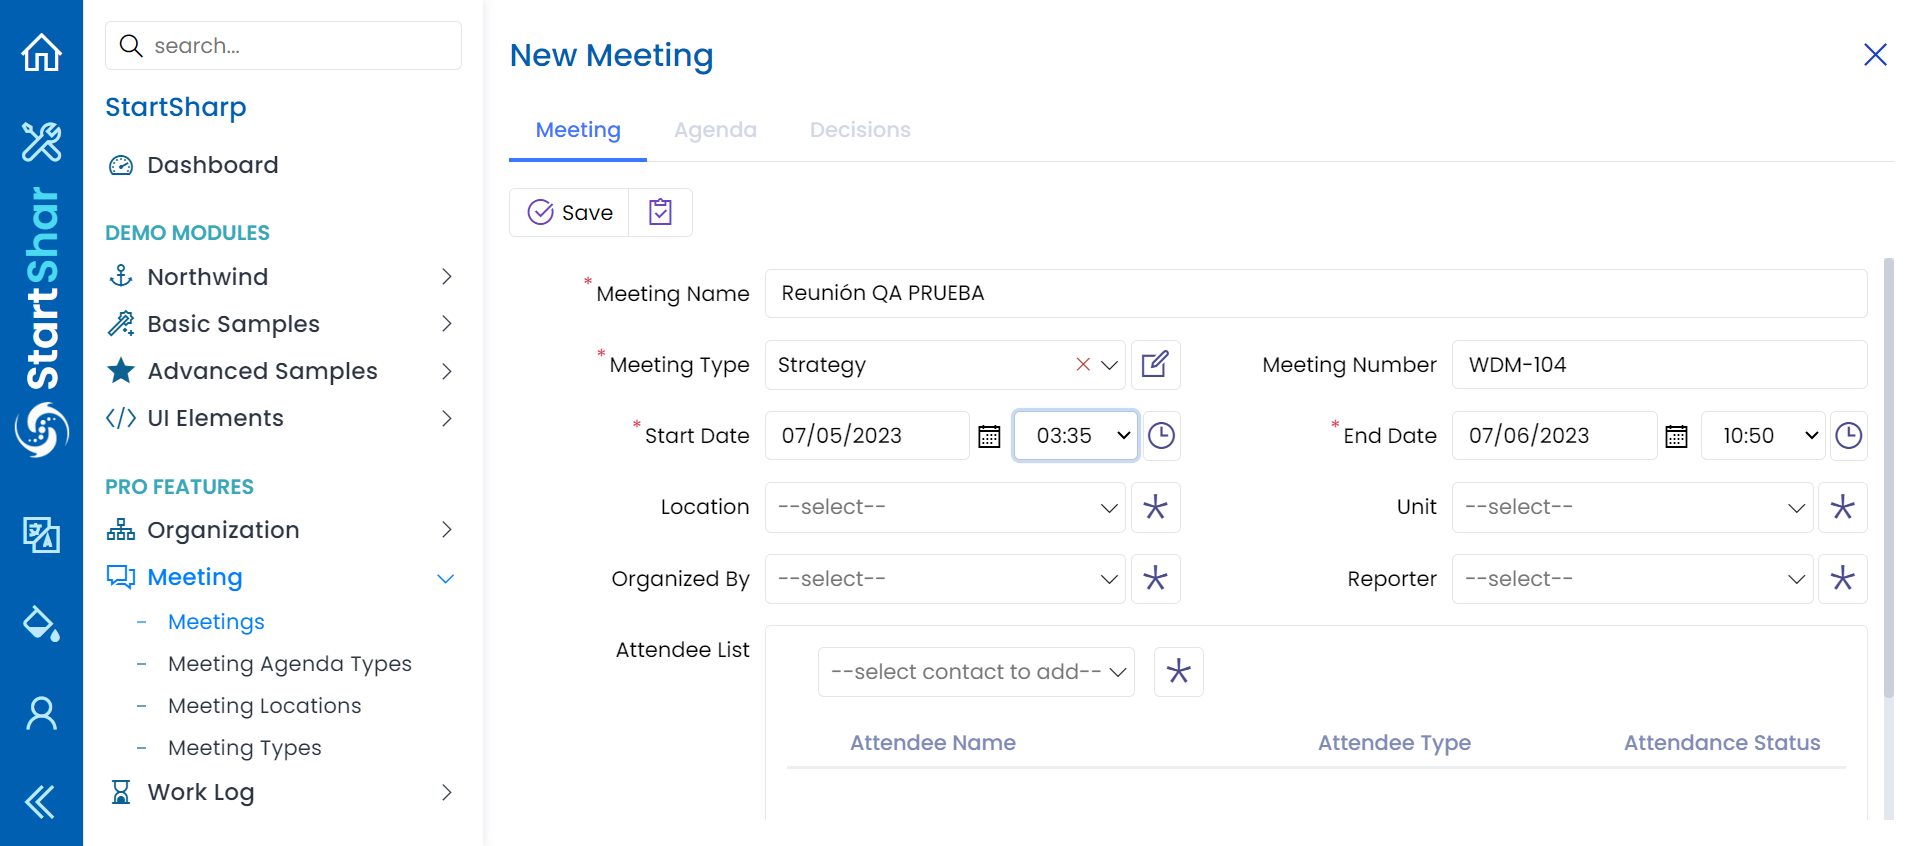 StartShar
search...
StartSharp
Dashboard
DEMO MODULES
Northwind
Basic Samples
Advanced Samples
UI Elements
PRO FEATURES
Organization
Meeting
Meetings
Meeting Agenda Types
Meeting Locations
Meeting Types
Work Log
New Meeting
Meeting Agenda Decisions
Save
*Meeting Name Reunión QA PRUEBA
*Meeting Type Strategy Meeting Number WDM-104
*Start Date 07/05/2023 03:35 *End Date 07/06/2023 10:50
Location --select-- Unit --select--
Organized By --select-- Reporter --select--
Attendee List
--select contact to add--
Attendee Name Attendee Type Attendance Status